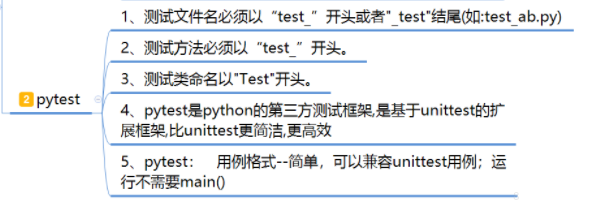 1、测试文件名必须以“test_”开头或者"_test"结尾(如:test_ab.py)
2、测试方法必须以“test_”开头。
3、测试类命名以"Test"开头。
2 pytest
4、pytest是python的第三方测试框架,是基于unittest的扩
展框架,比unittest更简洁,更高效
5、pytest： 用例格式--简单，可以兼容unittest用例；运
行不需要main()